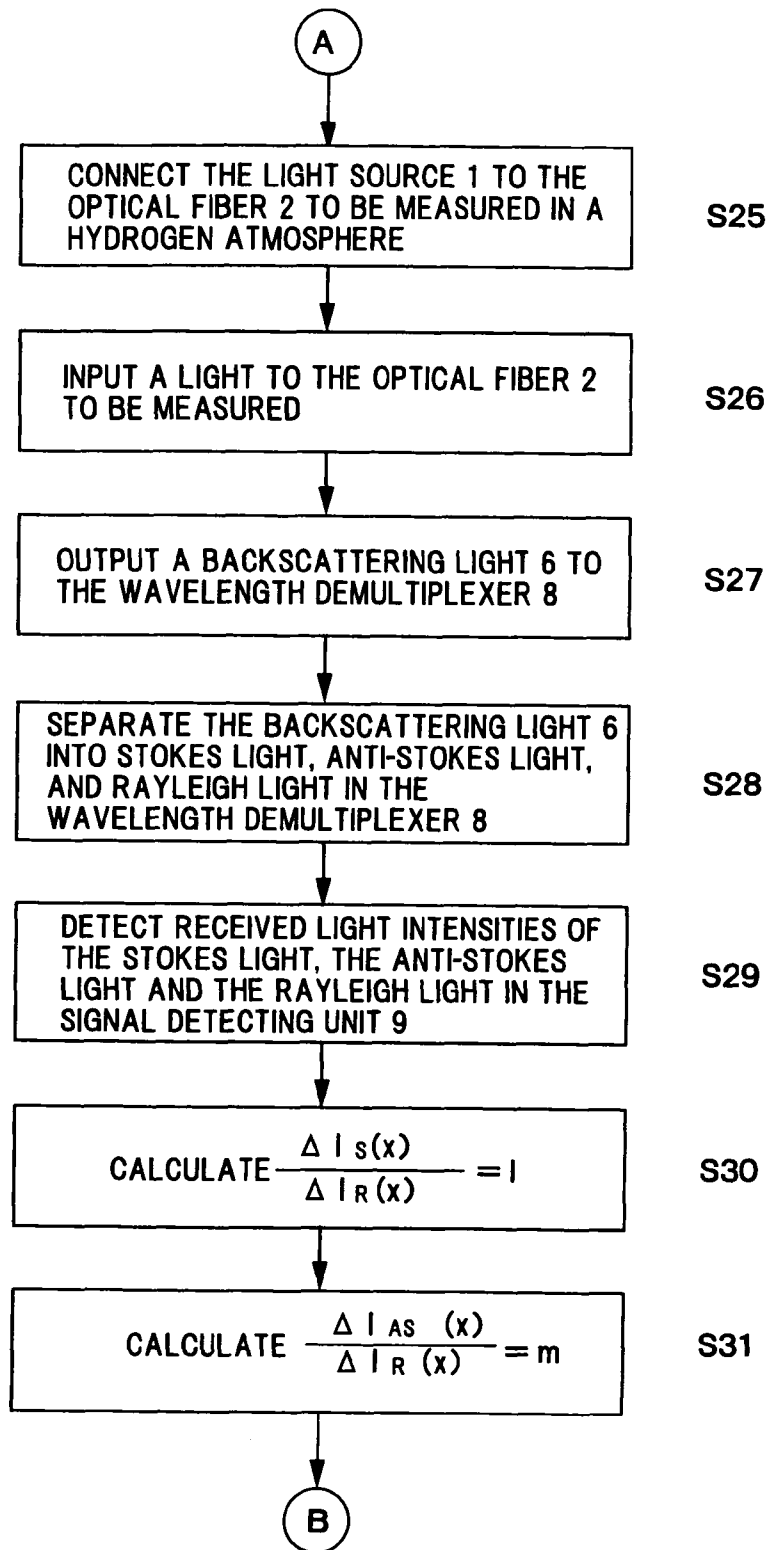 A
CONNECT THE LIGHT SOURCE 1 TO THE
OPTICAL FIBER 2 TO BE MEASURED IN A
HYDROGEN ATMOSPHERE
S25
INPUT A LIGHT TO THE OPTICAL FIBER 2
TO BE MEASURED
S26
OUTPUT A BACKSCATTERING LIGHT 6 TO
THE WAVELENGTH DEMULTIPLEXER 8
S27
SEPARATE THE BACKSCATTERING LIGHT 6
INTO STOKES LIGHT, ANTI-STOKES LIGHT,
AND RAYLEIGH LIGHT IN THE
WAVELENGTH DEMULTIPLEXER 8
S28
DETECT RECEIVED LIGHT INTENSITIES OF
THE STOKES LIGHT, THE ANTI-STOKES
LIGHT AND THE RAYLEIGH LIGHT IN THE
SIGNAL DETECTING UNIT 9
S29
CALCULATE Δ I S(x) / Δ I R(x) = l
S30
CALCULATE Δ I AS (x) / Δ I R (x) = m
S31
B